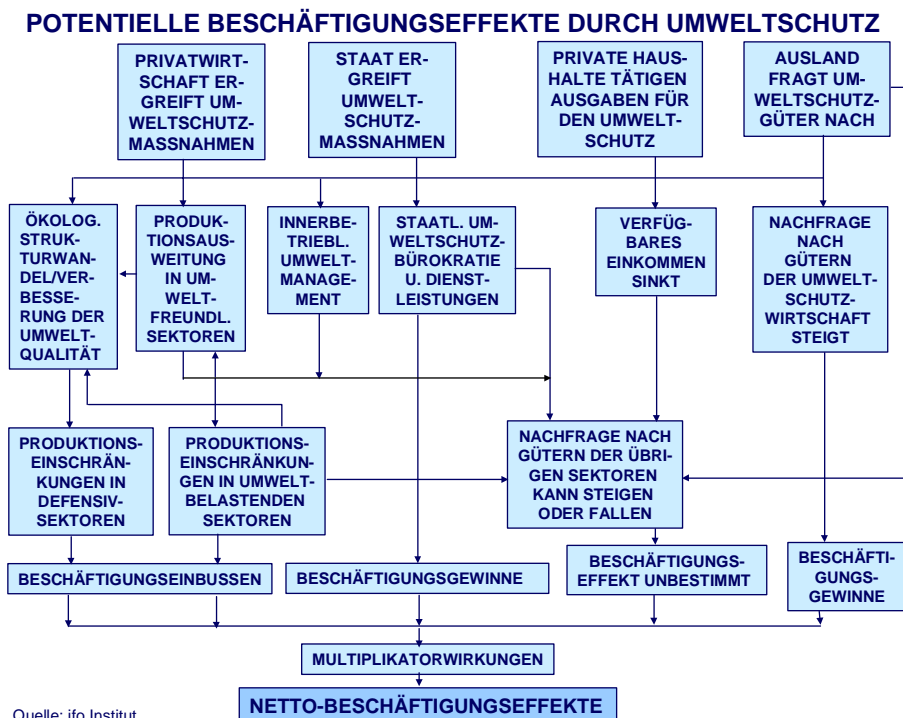 POTENTIELLE BESCHÄFTIGUNGSEFFEKTE DURCH UMWELTSCHUTZ
PRIVATWIRT-
SCHAFT ER-
GREIFT UM-
WELTSCHUTZ-
MASSNAHMEN
STAAT ER-
GREIFT
UMWELT-
SCHUTZ-
MASSNAHMEN
PRIVATE HAUS-
HALTE TÄTIGEN
AUSGABEN FÜR
DEN UMWELT-
SCHUTZ
AUSLAND
FRAGT UM-
WELTSCHUTZ-
GÜTER NACH
ÖKOLOG.
STRUK-
TURWAN-
DEL/VER-
BESSE-
RUNG DER
UMWELT-
QUALITÄT
PRODUK-
TIONSAUS-
WEITUNG
IN UM-
WELT-
FREUNDL.
SEKTOREN
INNERBE-
TRIEBL.
UMWELT-
MANAGE-
MENT
STAATL. UM-
WELTSCHUTZ-
BÜROKRATIE
U. DIENST-
LEISTUNGEN
VERFÜG-
BARES
EINKOMMEN
SINKT
NACHFRAGE
NACH
GÜTERN
DER UMWELT-
SCHUTZ-
WIRTSCHAFT
STEIGT
PRODUKTIONS-
EINSCHRÄN-
KUNGEN IN
DEFENSIV-
SEKTOREN
PRODUKTIONS-
EINSCHRÄNKUN-
GEN IN UMWELT-
BELASTENDEN
SEKTOREN
NACHFRAGE NACH
GÜTERN DER ÜBRI-
GEN SEKTOREN
KANN STEIGEN
ODER FALLEN
BESCHÄFTIGUNGSEINBUSSEN
BESCHÄFTIGUNGSGEWINNE
BESCHÄFTIGUNGS-
EFFEKT UNBESTIMMT
BESCHÄFTI-
GUNGS-
GEWINNE
MULTIPLIKATORWIRKUNGEN
NETTO-BESCHÄFTIGUNGSEFFEKTE
Quelle: ifo Institut